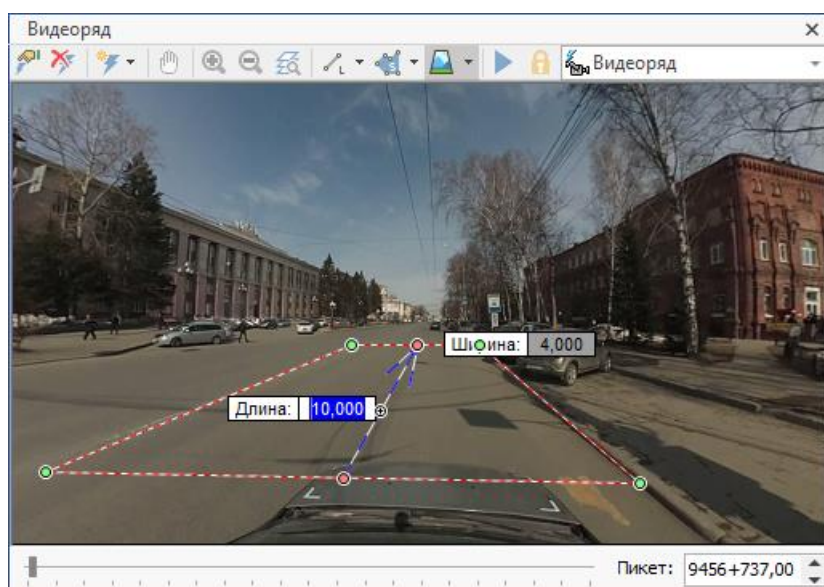 Видеоряд
Видеоряд
Ширина: 4,000
Длина: 10,000
Пикет: 9456+737,00